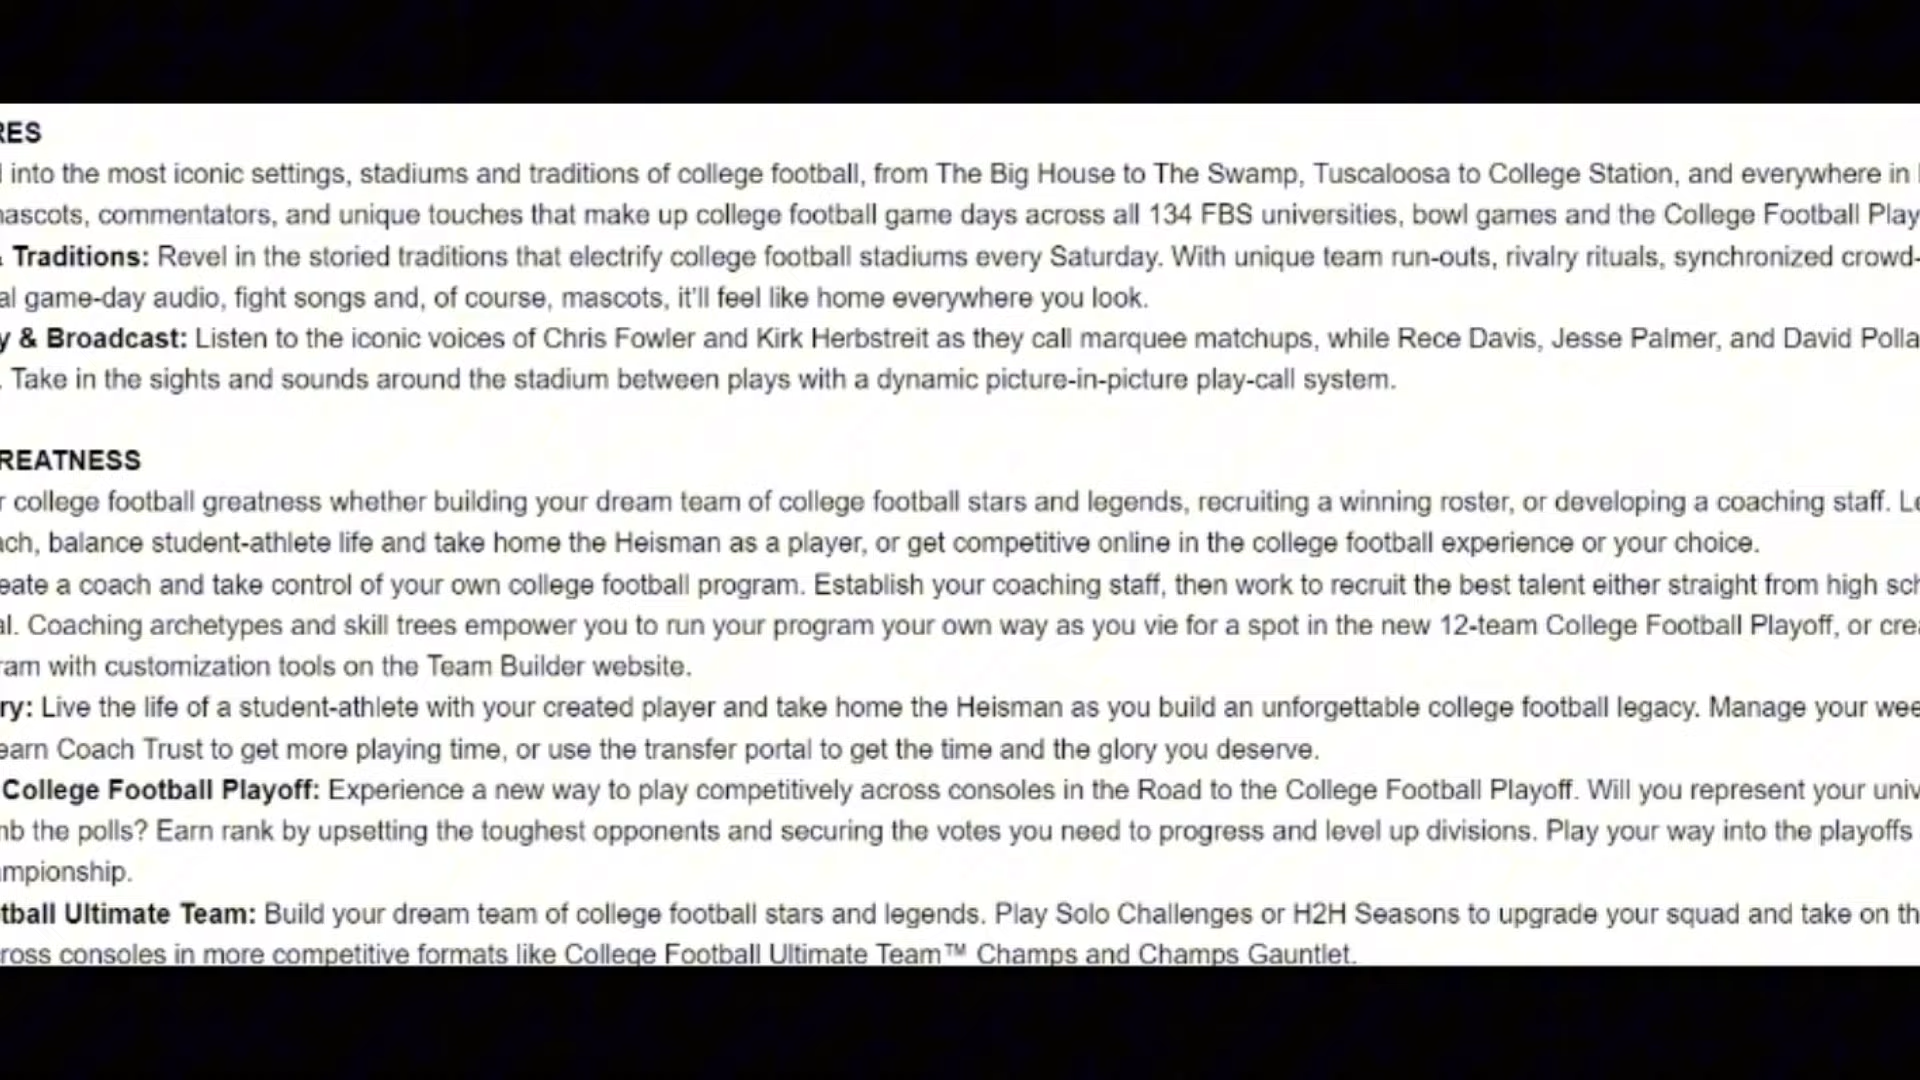 RES
into the most iconic settings, stadiums and traditions of college football, from The Big House to The Swamp, Tuscaloosa to College Station, and everywhere in
ascots, commentators, and unique touches that make up college football game days across all 134 FBS universities, bowl games and the College Football Play
& Traditions: Revel in the storied traditions that electrify college football stadiums every Saturday. With unique team run-outs, rivalry rituals, synchronized crowd-
al game-day audio, fight songs and, of course, mascots, it'll feel like home everywhere you look.
y & Broadcast: Listen to the iconic voices of Chris Fowler and Kirk Herbstreit as they call marquee matchups, while Rece Davis, Jesse Palmer, and David Polla
. Take in the sights and sounds around the stadium between plays with a dynamic picture-in-picture play-call system.
REATNESS
r college football greatness whether building your dream team of college football stars and legends, recruiting a winning roster, or developing a coaching staff. Le
ach, balance student-athlete life and take home the Heisman as a player, or get competitive online in the college football experience or your choice.
eate a coach and take control of your own college football program. Establish your coaching staff, then work to recruit the best talent either straight from high sch
al. Coaching archetypes and skill trees empower you to run your program your own way as you vie for a spot in the new 12-team College Football Playoff, or crea
ram with customization tools on the Team Builder website.
ry: Live the life of a student-athlete with your created player and take home the Heisman as you build an unforgettable college football legacy. Manage your wee
earn Coach Trust to get more playing time, or use the transfer portal to get the time and the glory you deserve.
College Football Playoff: Experience a new way to play competitively across consoles in the Road to the College Football Playoff. Will you represent your univ
mb the polls? Earn rank by upsetting the toughest opponents and securing the votes you need to progress and level up divisions. Play your way into the playoffs
mpionship.
tball Ultimate Team: Build your dream team of college football stars and legends. Play Solo Challenges or H2H Seasons to upgrade your squad and take on th
ross consoles in more competitive formats like College Football Ultimate Team™ Champs and Champs Gauntlet.